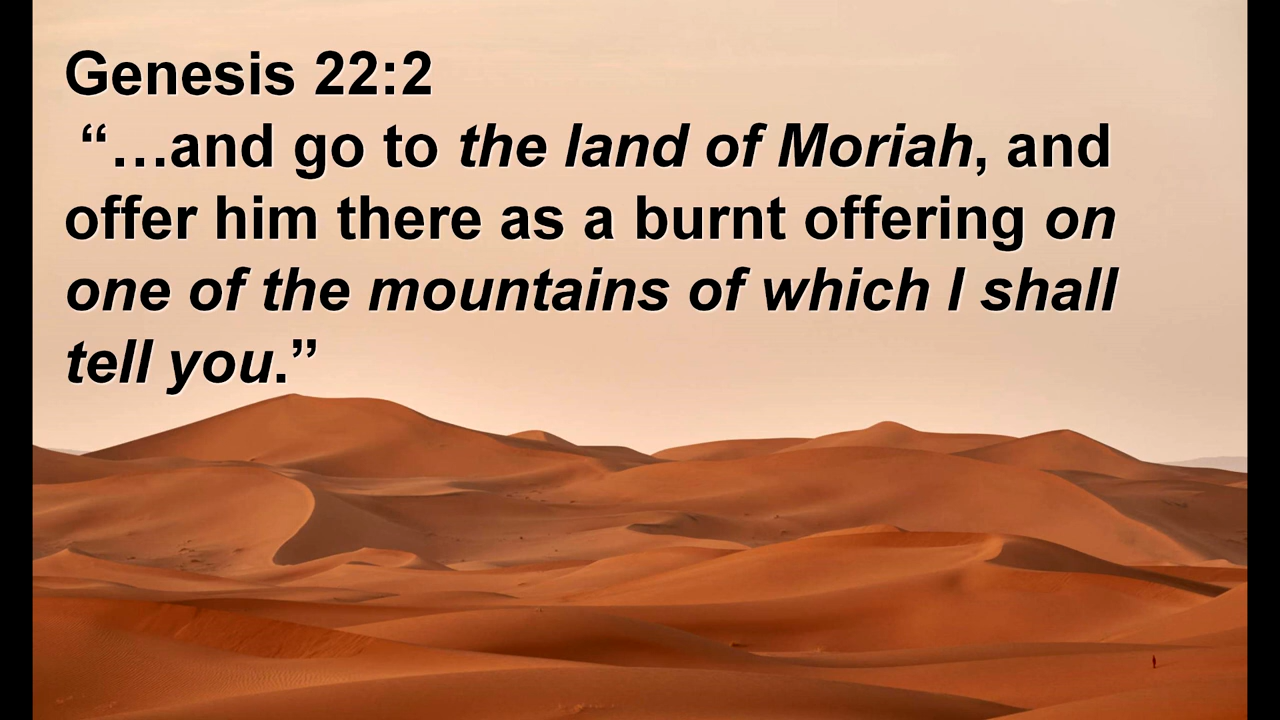 Genesis 22:2
“…and go to the land of Moriah, and
offer him there as a burnt offering on
one of the mountains of which I shall
tell you.”